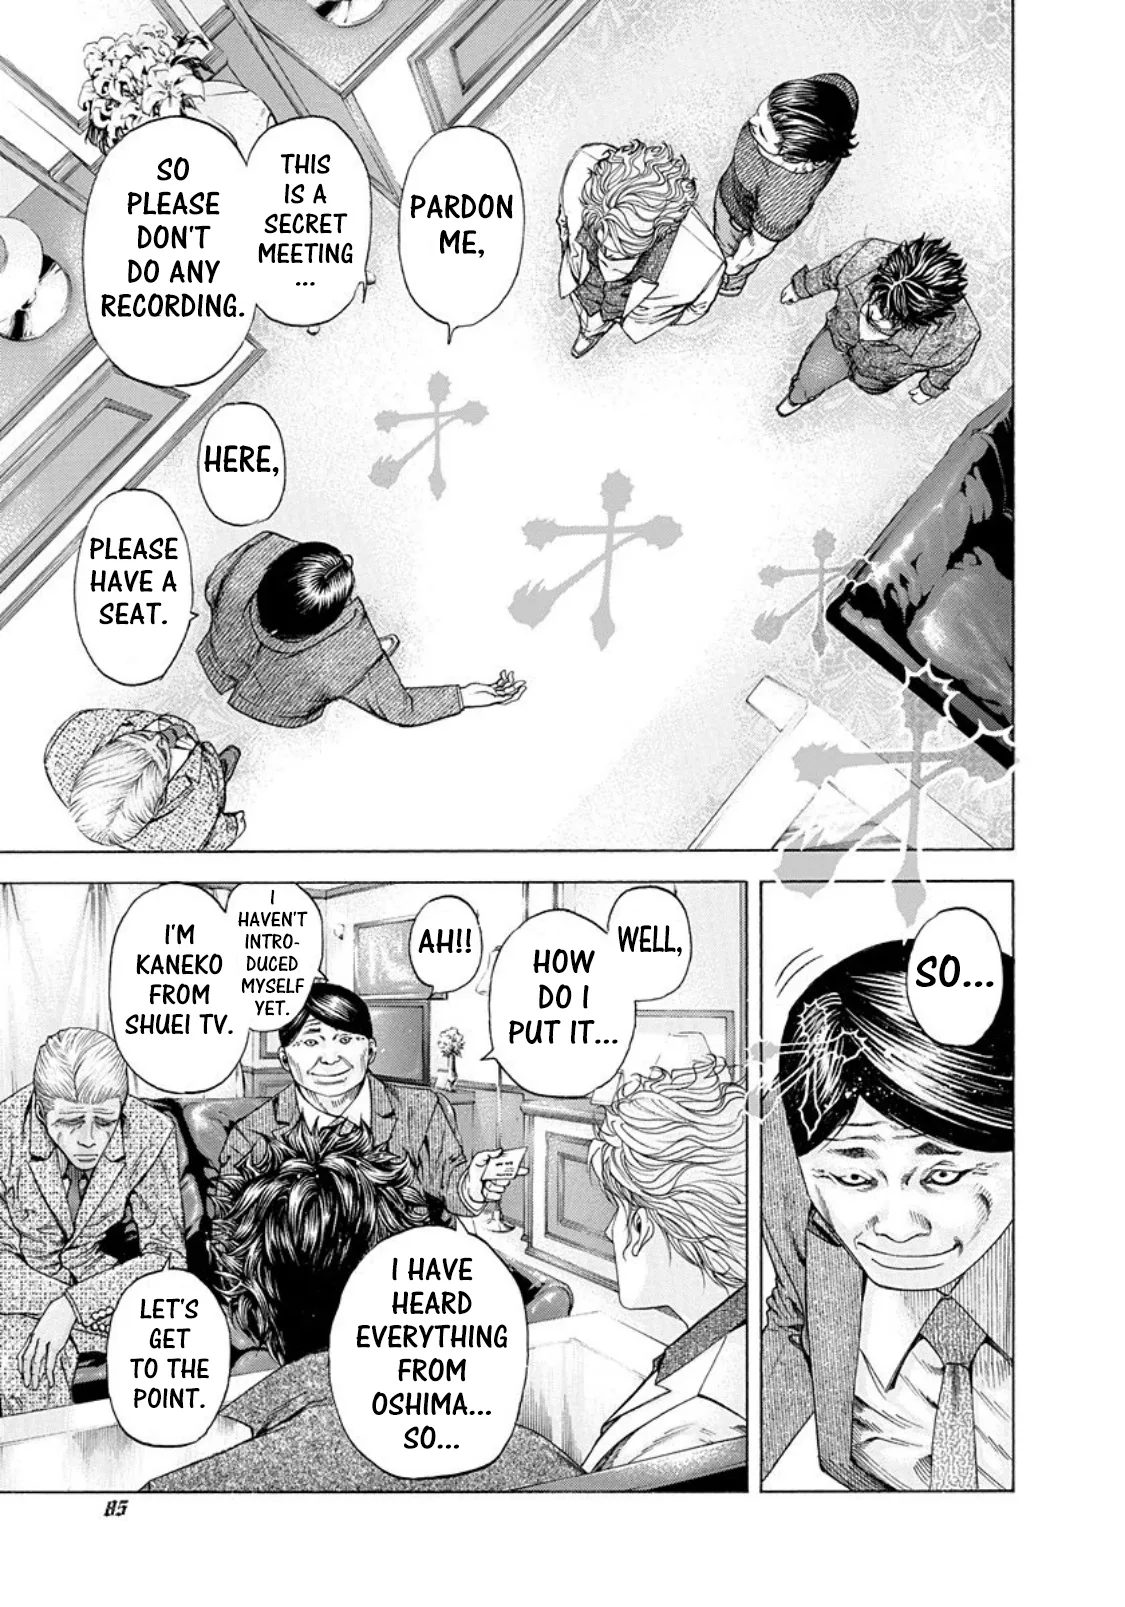 PARDON
ME,
THIS
IS A
SECRET
MEETING
...
SO
PLEASE
DON'T
DO ANY
RECORDING.
HERE,
PLEASE
HAVE A
SEAT.
オ
オ
オ
オ
SO...
WELL,
HOW
DO I
PUT IT...
AH!!
I
HAVEN'T
INTRO-
DUCED
MYSELF
YET.
I'M
KANEKO
FROM
SHUEI TV.
I HAVE
HEARD
EVERYTHING
FROM
OSHIMA...
SO...
LET'S
GET
TO THE
POINT.
85